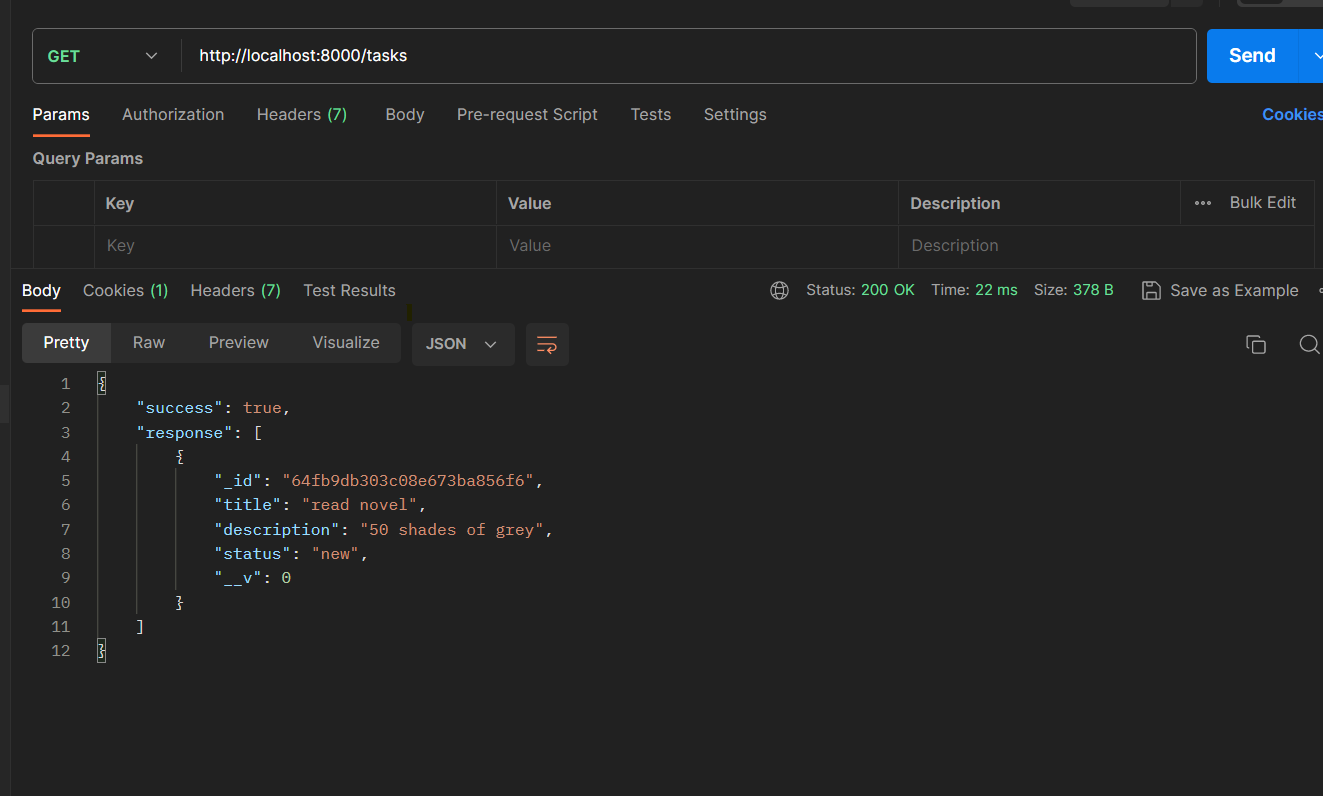 GET http://localhost:8000/tasks Send
Params Authorization Headers (7) Body Pre-request Script Tests Settings Cookies
Query Params
Key Value Description ••• Bulk Edit
Key Value Description
Body Cookies (1) Headers (7) Test Results Status: 200 OK Time: 22 ms Size: 378 B Save as Example
Pretty Raw Preview Visualize JSON
1 {
2 "success": true,
3 "response": [
4 {
5 "_id": "64fb9db303c08e673ba856f6",
6 "title": "read novel",
7 "description": "50 shades of grey",
8 "status": "new",
9 "__v": 0
10 }
11 ]
12 }